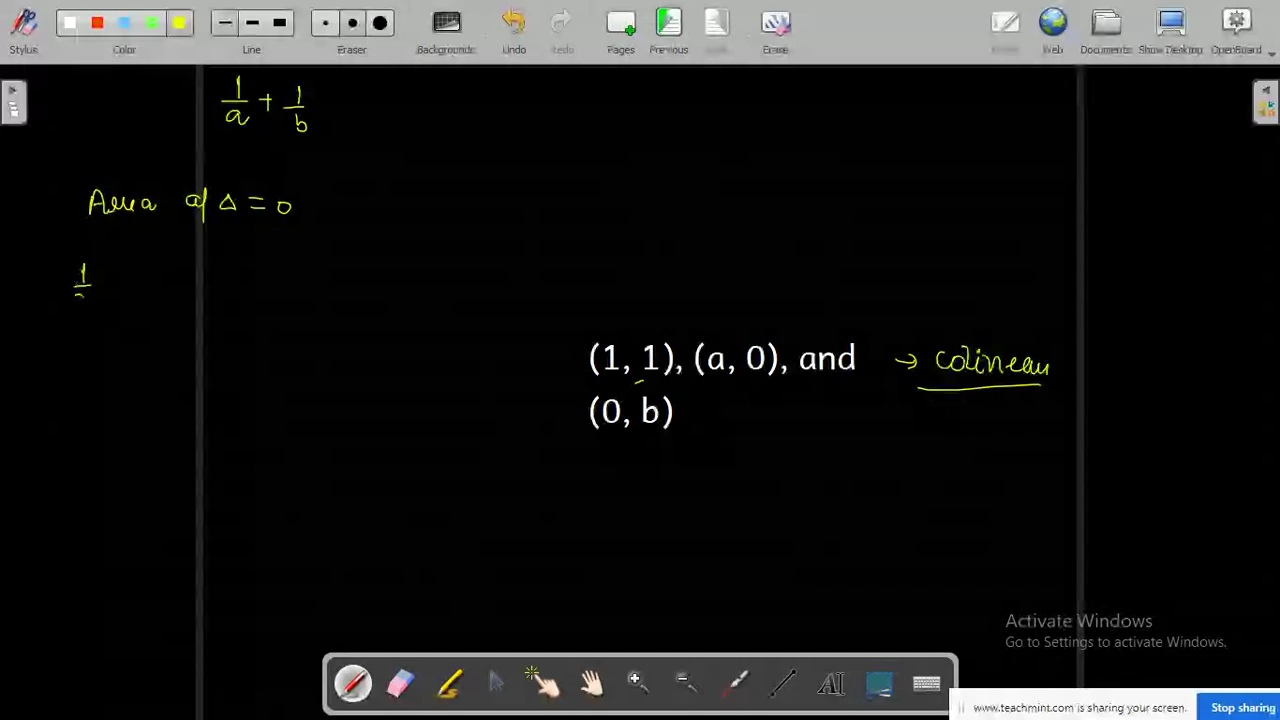 Stylus Color Line Eraser Backgrounds Undo Redo Pages Previous Erase Web Documents Show Desktop OpenBoard
1/a + 1/b
Area of Δ = 0
1
(1, 1), (a, 0), and → colinear
(0, b)
Activate Windows
Go to Settings to activate Windows.
www.teachmint.com is sharing your screen. Stop sharing